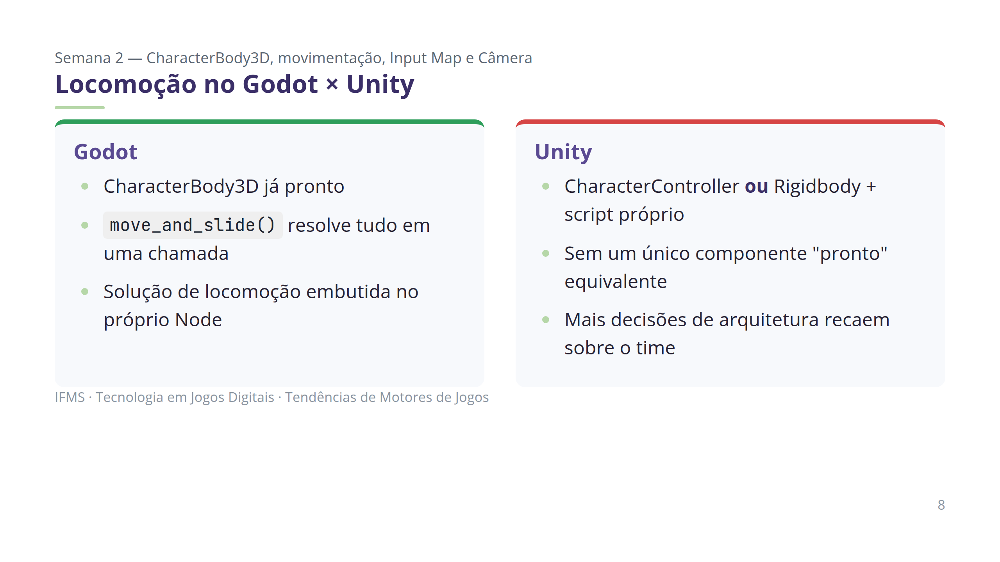 Semana 2 — CharacterBody3D, movimentação, Input Map e Câmera
Locomoção no Godot × Unity
Godot
CharacterBody3D já pronto
move_and_slide() resolve tudo em
uma chamada
Solução de locomoção embutida no
próprio Node
Unity
CharacterController ou Rigidbody +
script próprio
Sem um único componente "pronto"
equivalente
Mais decisões de arquitetura recaem
sobre o time
IFMS · Tecnologia em Jogos Digitais · Tendências de Motores de Jogos
8